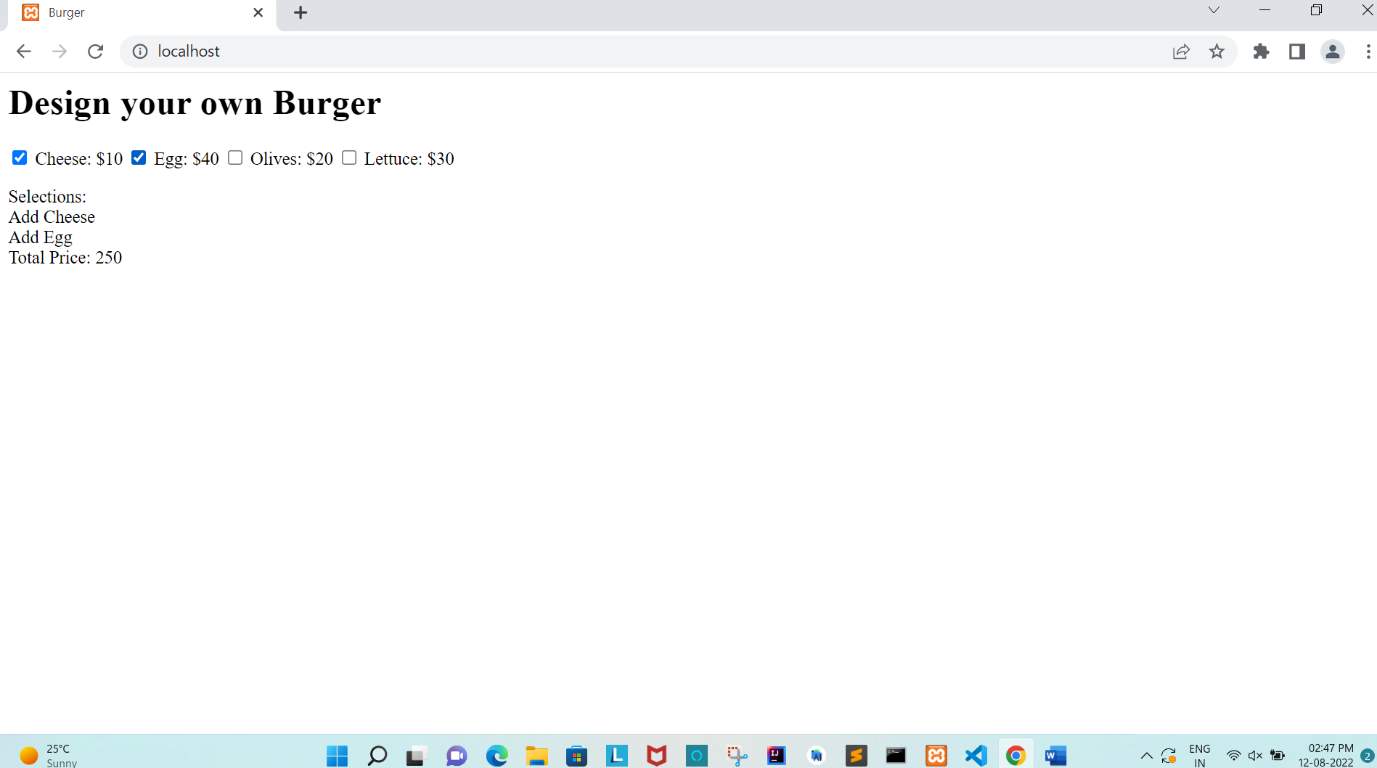 Burger
localhost
Design your own Burger
Cheese: $10 Egg: $40 Olives: $20 Lettuce: $30
Selections:
Add Cheese
Add Egg
Total Price: 250
25°C
Sunny
ENG
IN
02:47 PM
12-08-2022
2